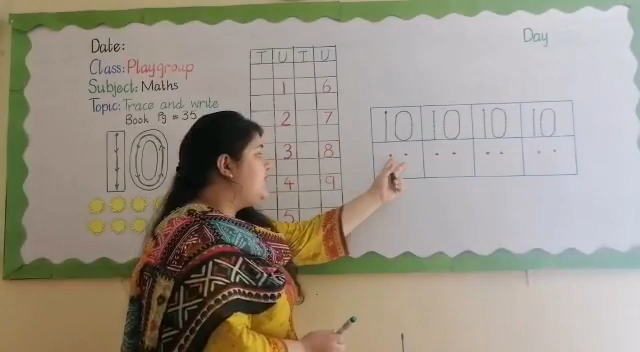 Date:
Day
Class: Playgroup
Subject: Maths
Topic: Trace and write
Book Pg = 35
10
T U T U
1 6
2 7
3 8
4 9
5
10 10 10 10